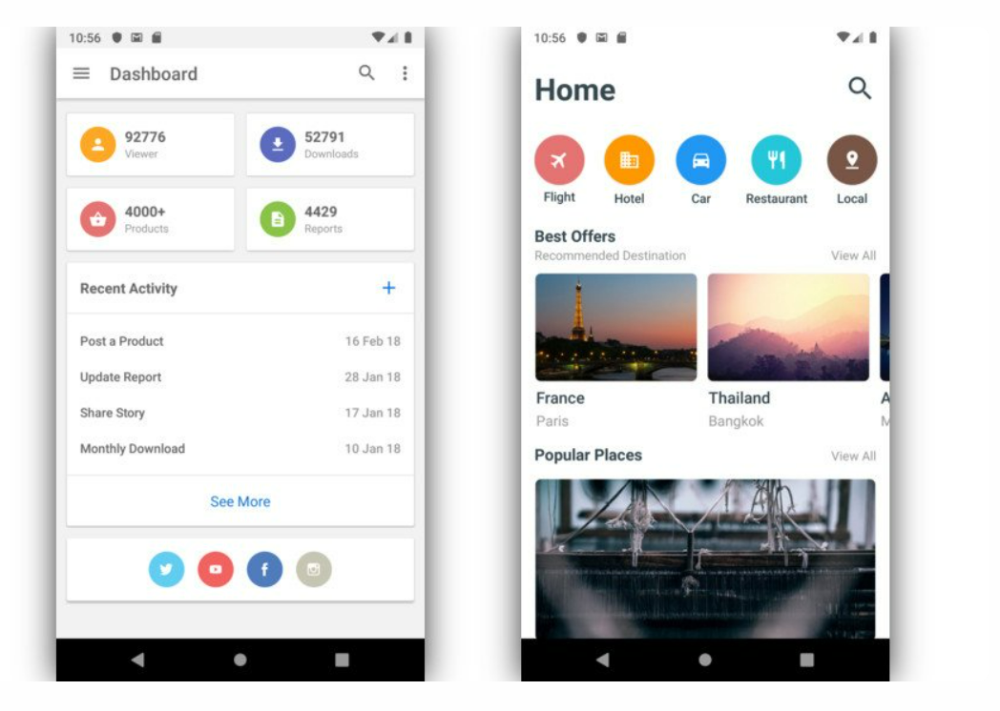 10:56
Dashboard
92776
Viewer
52791
Downloads
4000+
Products
4429
Reports
Recent Activity
+
Post a Product 16 Feb 18
Update Report 28 Jan 18
Share Story 17 Jan 18
Monthly Download 10 Jan 18
See More
10:56
Home
Flight Hotel Car Restaurant Local
Best Offers
Recommended Destination View All
France Thailand A
Paris Bangkok M
Popular Places View All